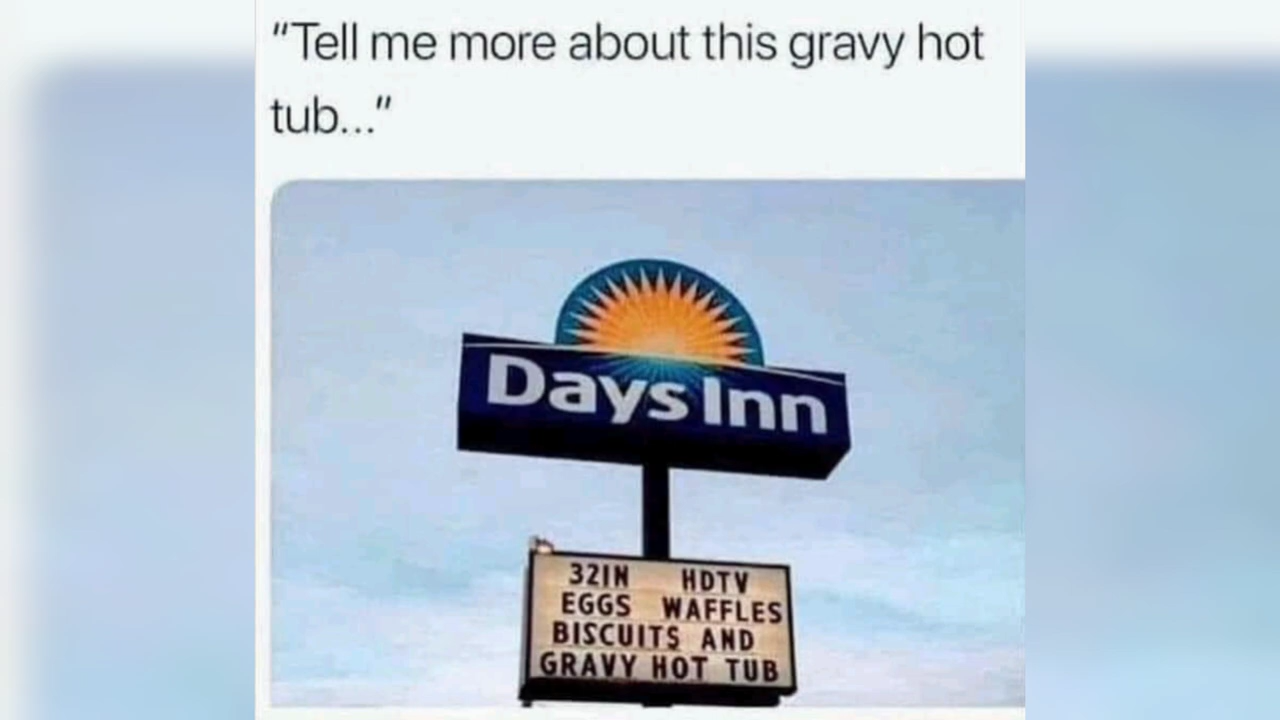 "Tell me more about this gravy hot
tub..."
Days Inn
32IN HDTV
EGGS WAFFLES
BISCUITS AND
GRAVY HOT TUB